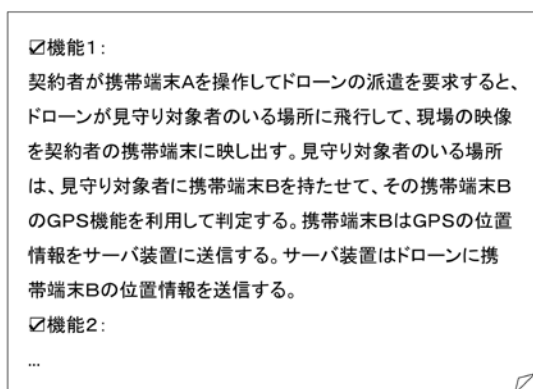 ☑機能1:
契約者が携帯端末Aを操作してドローンの派遣を要求すると、
ドローンが見守り対象者のいる場所に飛行して、現場の映像
を契約者の携帯端末に映し出す。見守り対象者のいる場所
は、見守り対象者に携帯端末Bを持たせて、その携帯端末B
のGPS機能を利用して判定する。携帯端末BはGPSの位置
情報をサーバ装置に送信する。サーバ装置はドローンに携
帯端末Bの位置情報を送信する。
☑機能2:
…